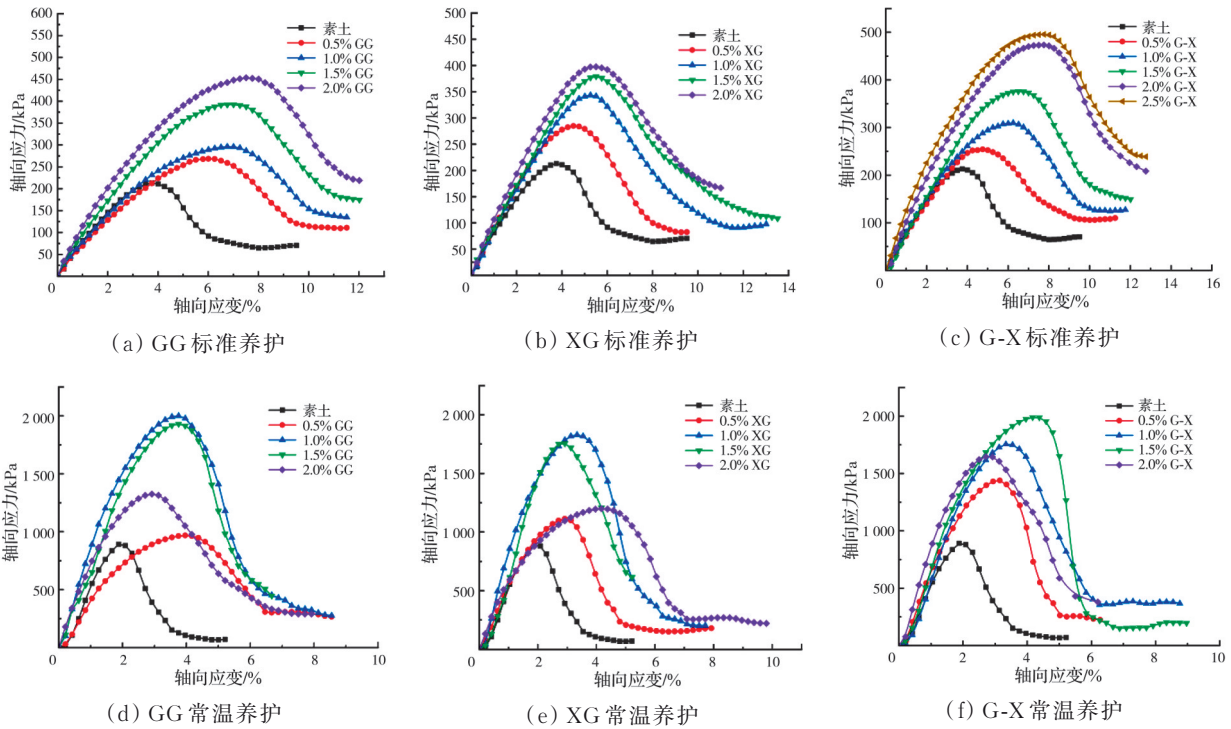 轴向应力/kPa
600
550
500
450
400
350
300
250
200
150
100
50
0 2 4 6 8 10 12
轴向应变/%
素土
0.5% GG
1.0% GG
1.5% GG
2.0% GG
(a) GG标准养护
轴向应力/kPa
500
450
400
350
300
250
200
150
100
50
0 2 4 6 8 10 12 14
轴向应变/%
素土
0.5% XG
1.0% XG
1.5% XG
2.0% XG
(b) XG标准养护
轴向应力/kPa
500
400
300
200
100
0 2 4 6 8 10 12 14 16
轴向应变/%
素土
0.5% G-X
1.0% G-X
1.5% G-X
2.0% G-X
2.5% G-X
(c) G-X标准养护
轴向应力/kPa
2 000
1 500
1 000
500
0 2 4 6 8 10
轴向应变/%
素土
0.5% GG
1.0% GG
1.5% GG
2.0% GG
(d) GG常温养护
轴向应力/kPa
2 000
1 500
1 000
500
0 2 4 6 8 10
轴向应变/%
素土
0.5% XG
1.0% XG
1.5% XG
2.0% XG
(e) XG常温养护
轴向应力/kPa
2 000
1 500
1 000
500
0 2 4 6 8 10
轴向应变/%
素土
0.5% G-X
1.0% G-X
1.5% G-X
2.0% G-X
(f) G-X常温养护